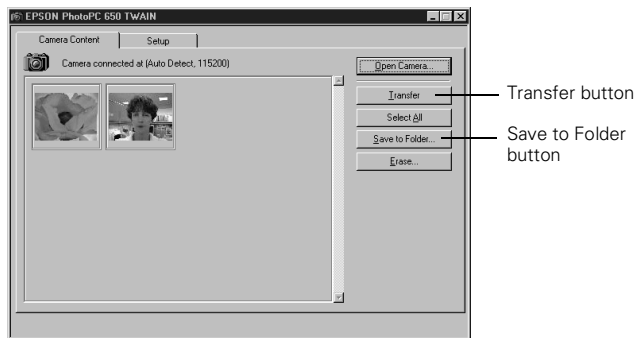 EPSON PhotoPC 650 TWAIN
Camera Content
Setup
Camera connected at (Auto Detect, 115200)
Open Camera...
Transfer
Select All
Save to Folder...
Erase...
Transfer button
Save to Folder
button